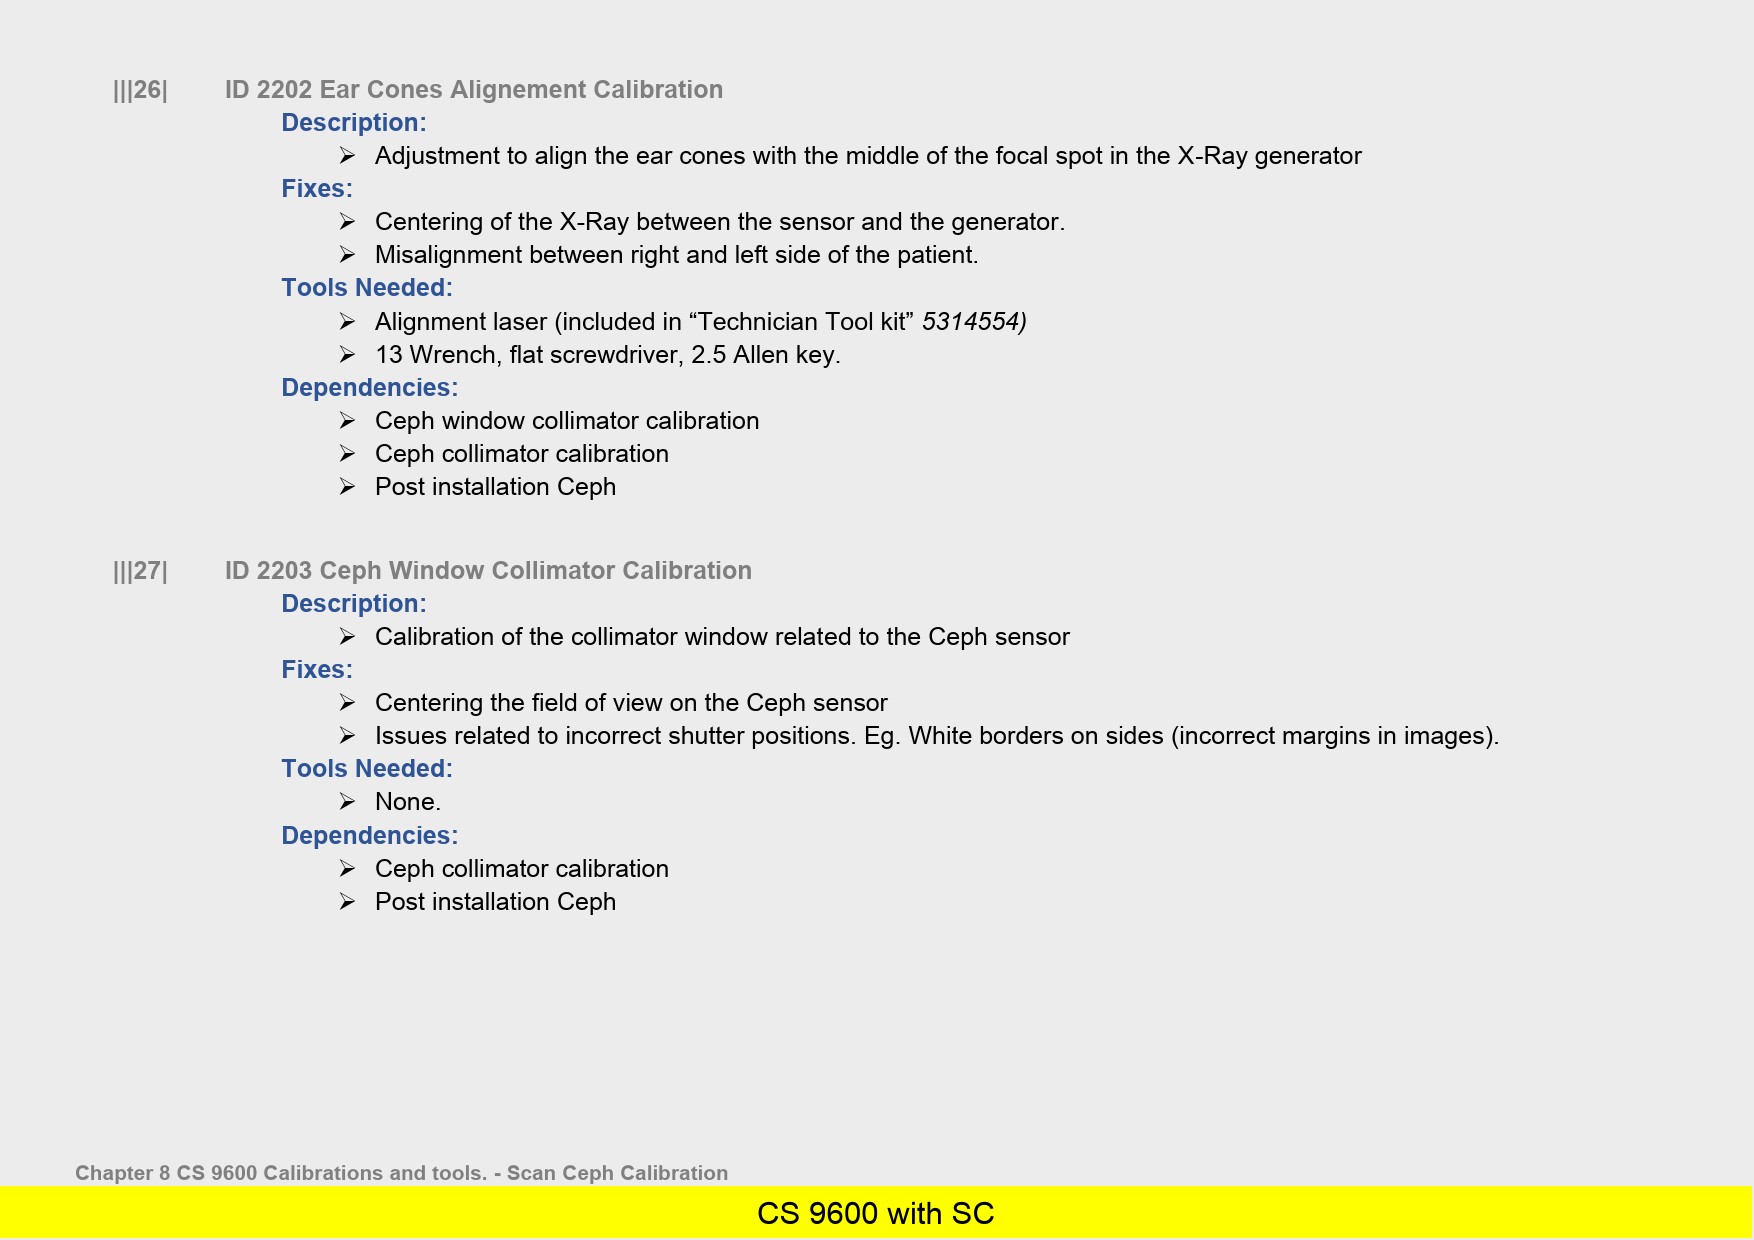 |||26| ID 2202 Ear Cones Alignement Calibration
Description:
➢ Adjustment to align the ear cones with the middle of the focal spot in the X-Ray generator
Fixes:
➢ Centering of the X-Ray between the sensor and the generator.
➢ Misalignment between right and left side of the patient.
Tools Needed:
➢ Alignment laser (included in “Technician Tool kit” 5314554)
➢ 13 Wrench, flat screwdriver, 2.5 Allen key.
Dependencies:
➢ Ceph window collimator calibration
➢ Ceph collimator calibration
➢ Post installation Ceph
|||27| ID 2203 Ceph Window Collimator Calibration
Description:
➢ Calibration of the collimator window related to the Ceph sensor
Fixes:
➢ Centering the field of view on the Ceph sensor
➢ Issues related to incorrect shutter positions. Eg. White borders on sides (incorrect margins in images).
Tools Needed:
➢ None.
Dependencies:
➢ Ceph collimator calibration
➢ Post installation Ceph
Chapter 8 CS 9600 Calibrations and tools. - Scan Ceph Calibration
CS 9600 with SC